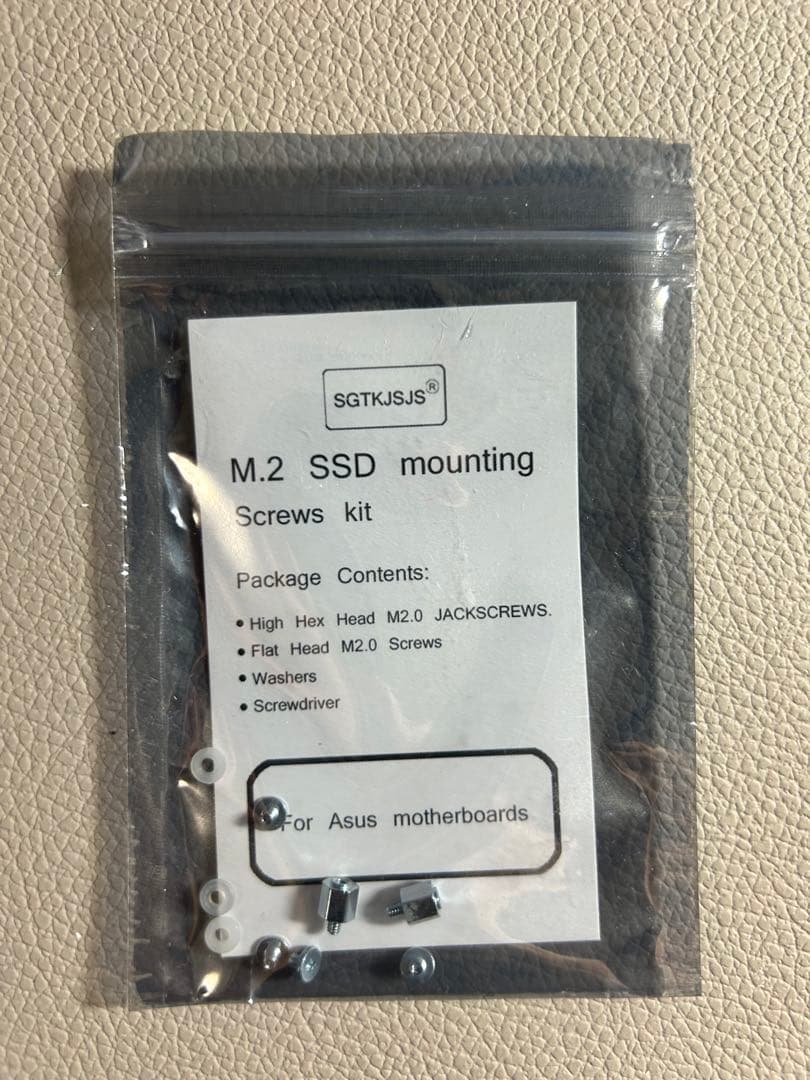 SGTKJSJS®
M.2 SSD mounting
Screws kit
Package Contents:
• High Hex Head M2.0 JACKSCREWS.
• Flat Head M2.0 Screws
• Washers
• Screwdriver
For Asus motherboards